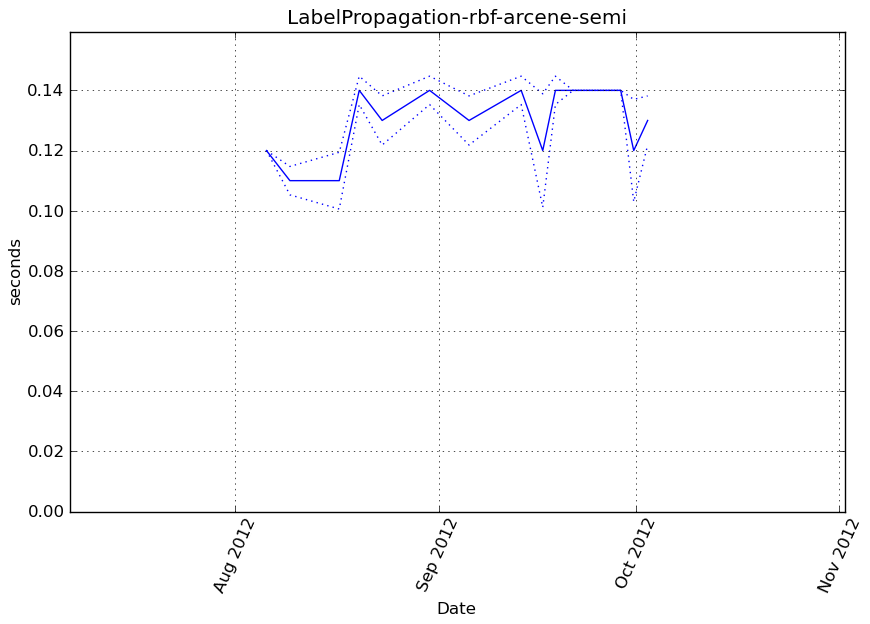 LabelPropagation-rbf-arcene-semi
0.14
0.12
0.10
0.08
0.06
0.04
0.02
0.00
seconds
Aug 2012
Sep 2012
Oct 2012
Nov 2012
Date